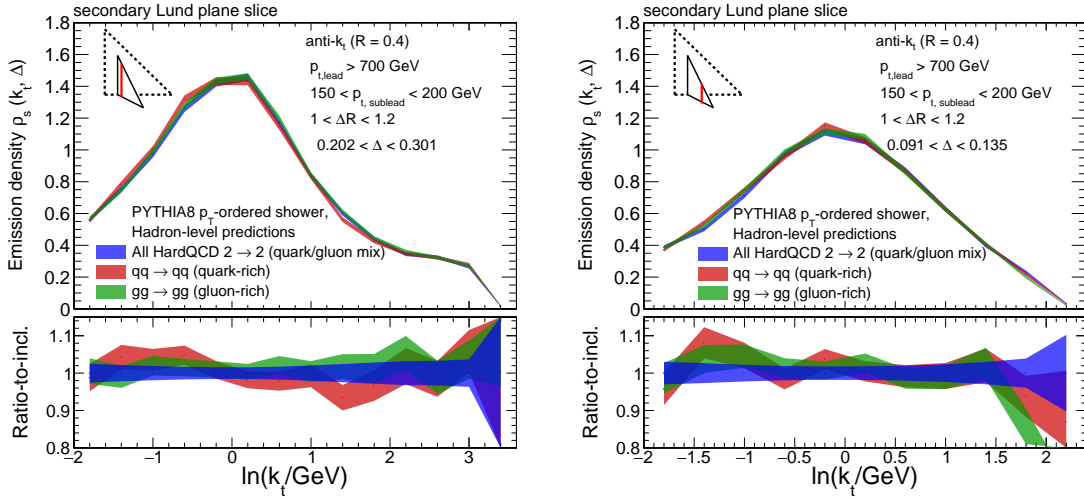 secondary Lund plane slice
Emission density ρs (kt, Δ)
1.8
1.6
1.4
1.2
1
0.8
0.6
0.4
0.2
0
anti-kt (R = 0.4)
pt,lead > 700 GeV
150 < pt, sublead < 200 GeV
1 < ΔR < 1.2
0.202 < Δ < 0.301
PYTHIA8 pT-ordered shower,
Hadron-level predictions
All HardQCD 2 → 2 (quark/gluon mix)
qq → qq (quark-rich)
gg → gg (gluon-rich)
Ratio-to-incl.
1.1
1
0.9
0.8
−2 −1 0 1 2 3
ln(kt/GeV)
secondary Lund plane slice
Emission density ρs (kt, Δ)
1.8
1.6
1.4
1.2
1
0.8
0.6
0.4
0.2
0
anti-kt (R = 0.4)
pt,lead > 700 GeV
150 < pt, sublead < 200 GeV
1 < ΔR < 1.2
0.091 < Δ < 0.135
PYTHIA8 pT-ordered shower,
Hadron-level predictions
All HardQCD 2 → 2 (quark/gluon mix)
qq → qq (quark-rich)
gg → gg (gluon-rich)
Ratio-to-incl.
1.1
1
0.9
0.8
−2 −1.5 −1 −0.5 0 0.5 1 1.5 2 2.5
ln(kt/GeV)